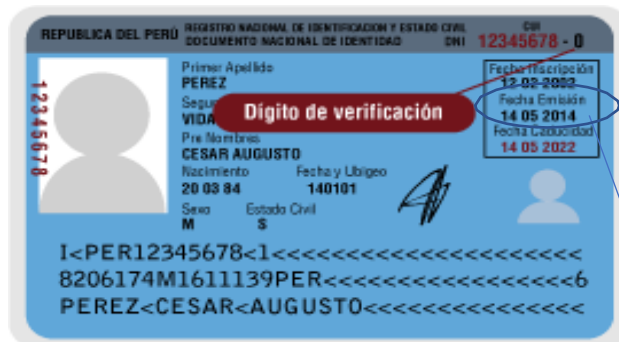 REPUBLICA DEL PERÚ
REGISTRO NACIONAL DE IDENTIFICACION Y ESTADO CIVIL
DOCUMENTO NACIONAL DE IDENTIDAD DNI
CUI
12345678 - 0
12345678
Primer Apellido
PEREZ
VIDA
Dígito de verificación
Pre Nombres
CESAR AUGUSTO
Nacimiento Fecha y Ubigeo
20 03 84 140101
Sexo Estado Civil
M S
Fecha Inscripción
12 02 2002
Fecha Emisión
14 05 2014
Fecha Caducidad
14 05 2022
I<PER12345678<1<<<<<<<<<<<<<<<<<<<<
8206174M1611139PER<<<<<<<<<<<<<<<<<6
PEREZ<CESAR<AUGUSTO<<<<<<<<<<<<<<<